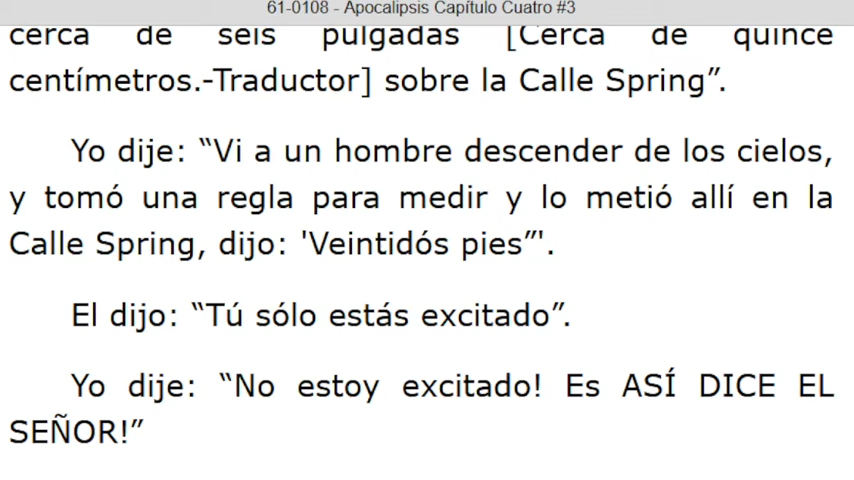 61-0108 - Apocalipsis Capítulo Cuatro #3
cerca de seis pulgadas [Cerca de quince
centímetros.-Traductor] sobre la Calle Spring”.
Yo dije: “Vi a un hombre descender de los cielos,
y tomó una regla para medir y lo metió allí en la
Calle Spring, dijo: 'Veintidós pies”'.
El dijo: “Tú sólo estás excitado”.
Yo dije: “No estoy excitado! Es ASÍ DICE EL
SEÑOR!”